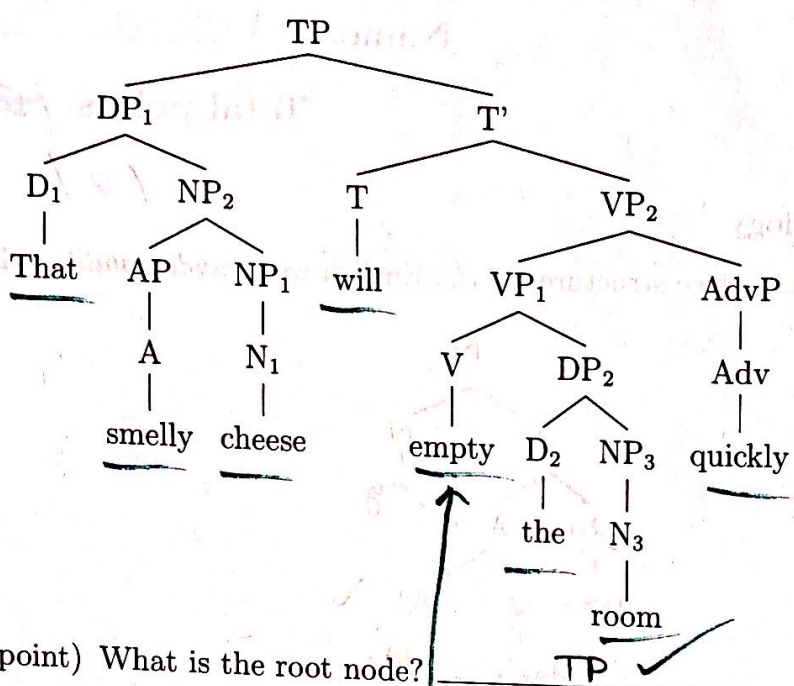 TP
DP₁ T'
D₁ NP₂ T VP₂
That AP NP₁ will VP₁ AdvP
A N₁ V DP₂ Adv
smelly cheese empty D₂ NP₃ quickly
the N₃
room
point) What is the root node? TP